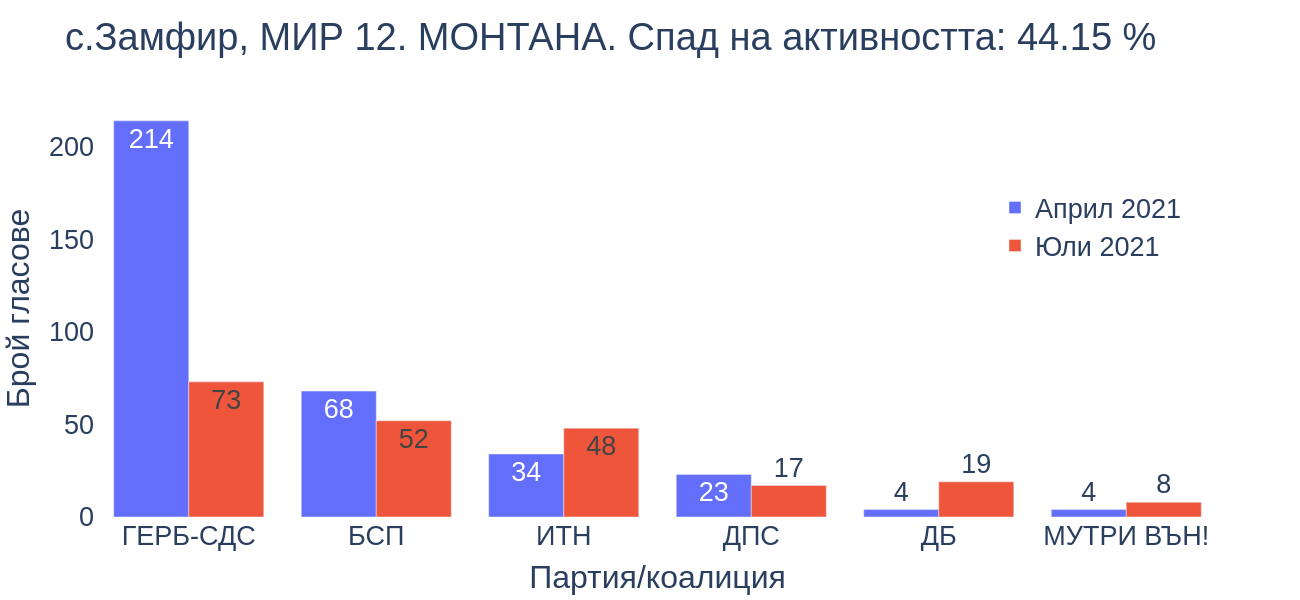 с.Замфир, МИР 12. МОНТАНА. Спад на активността: 44.15 %
Брой гласове
200
150
100
50
0
214
73
68
52
34
48
23
17
4
19
4
8
Април 2021
Юли 2021
ГЕРБ-СДС
БСП
ИТН
ДПС
ДБ
МУТРИ ВЪН!
Партия/коалиция